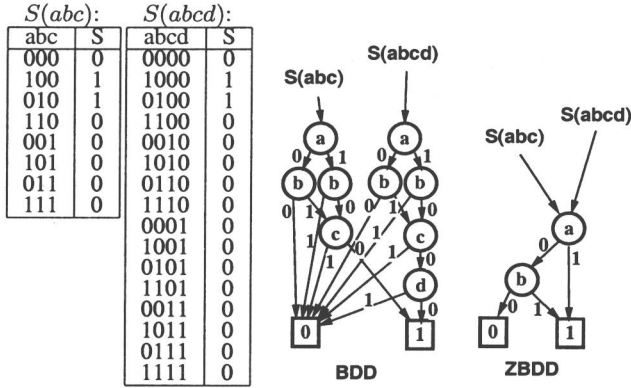 S(abc): S(abcd):
abc S abcd S
000 0 0000 0
100 1 1000 1
010 1 0100 1
110 0 1100 0
001 0 0010 0
101 0 1010 0
011 0 0110 0
111 0 1110 0
0001 0
1001 0
0101 0
1101 0
0011 0
1011 0
0111 0
1111 0
S(abc) S(abcd)
a a
0 1 0 1
b b b b
0 1 1 0 0 1 1 0
c c
1 0 1 0
d
1 0
0 1
BDD
S(abc) S(abcd)
a
0 1
b
0 1
0 1
ZBDD